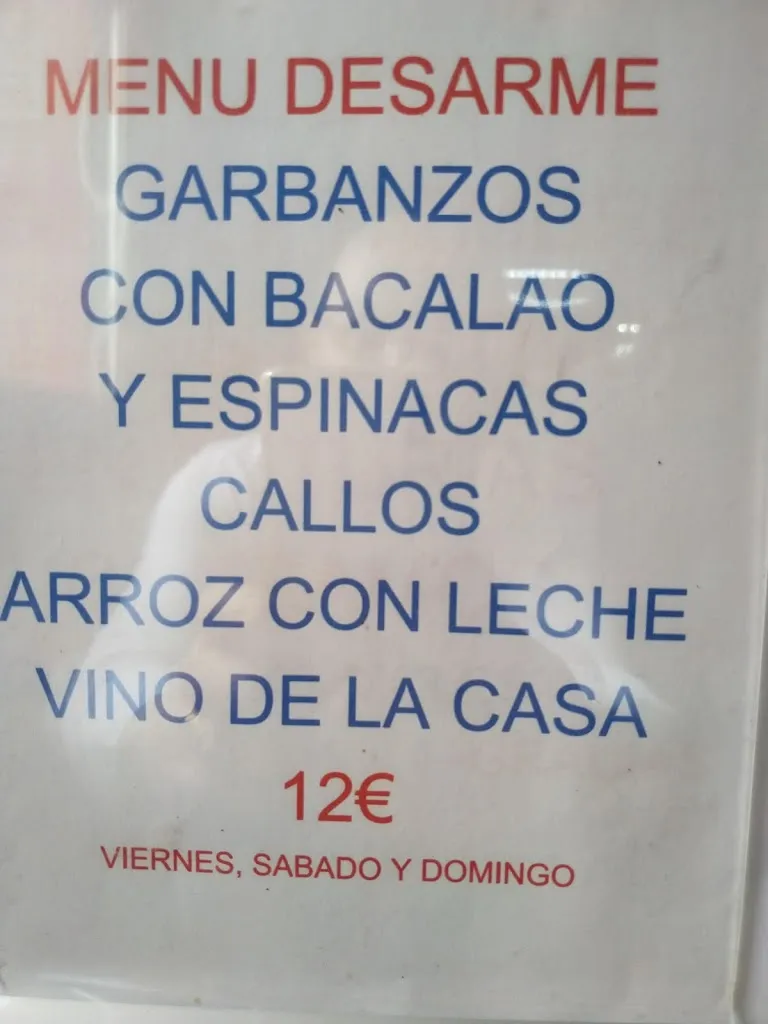 MENU DESARME
GARBANZOS
CON BACALAO
Y ESPINACAS
CALLOS
ARROZ CON LECHE
VINO DE LA CASA
12€
VIERNES, SABADO Y DOMINGO